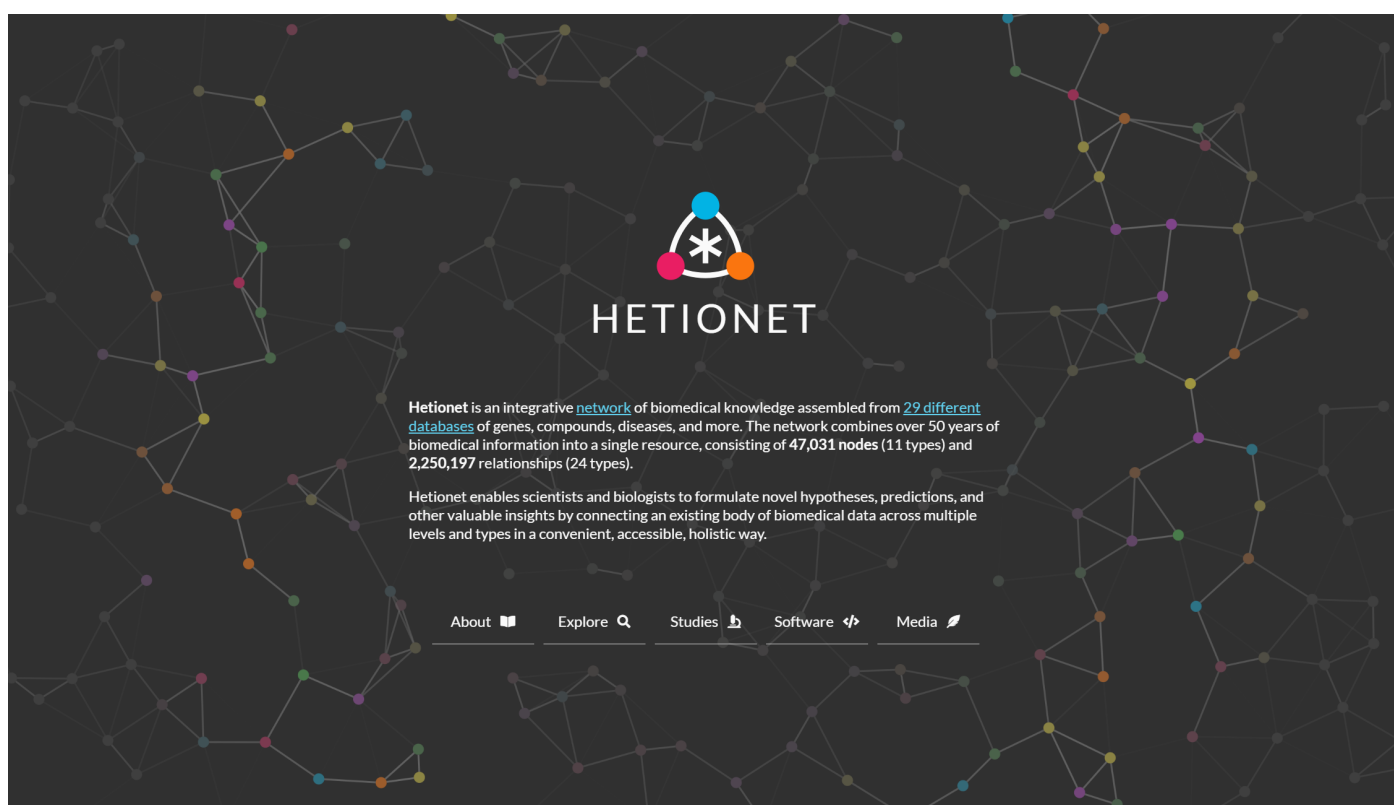 HETIONET
Hetionet is an integrative network of biomedical knowledge assembled from 29 different
databases of genes, compounds, diseases, and more. The network combines over 50 years of
biomedical information into a single resource, consisting of 47,031 nodes (11 types) and
2,250,197 relationships (24 types).
Hetionet enables scientists and biologists to formulate novel hypotheses, predictions, and
other valuable insights by connecting an existing body of biomedical data across multiple
levels and types in a convenient, accessible, holistic way.
About Explore Studies Software Media